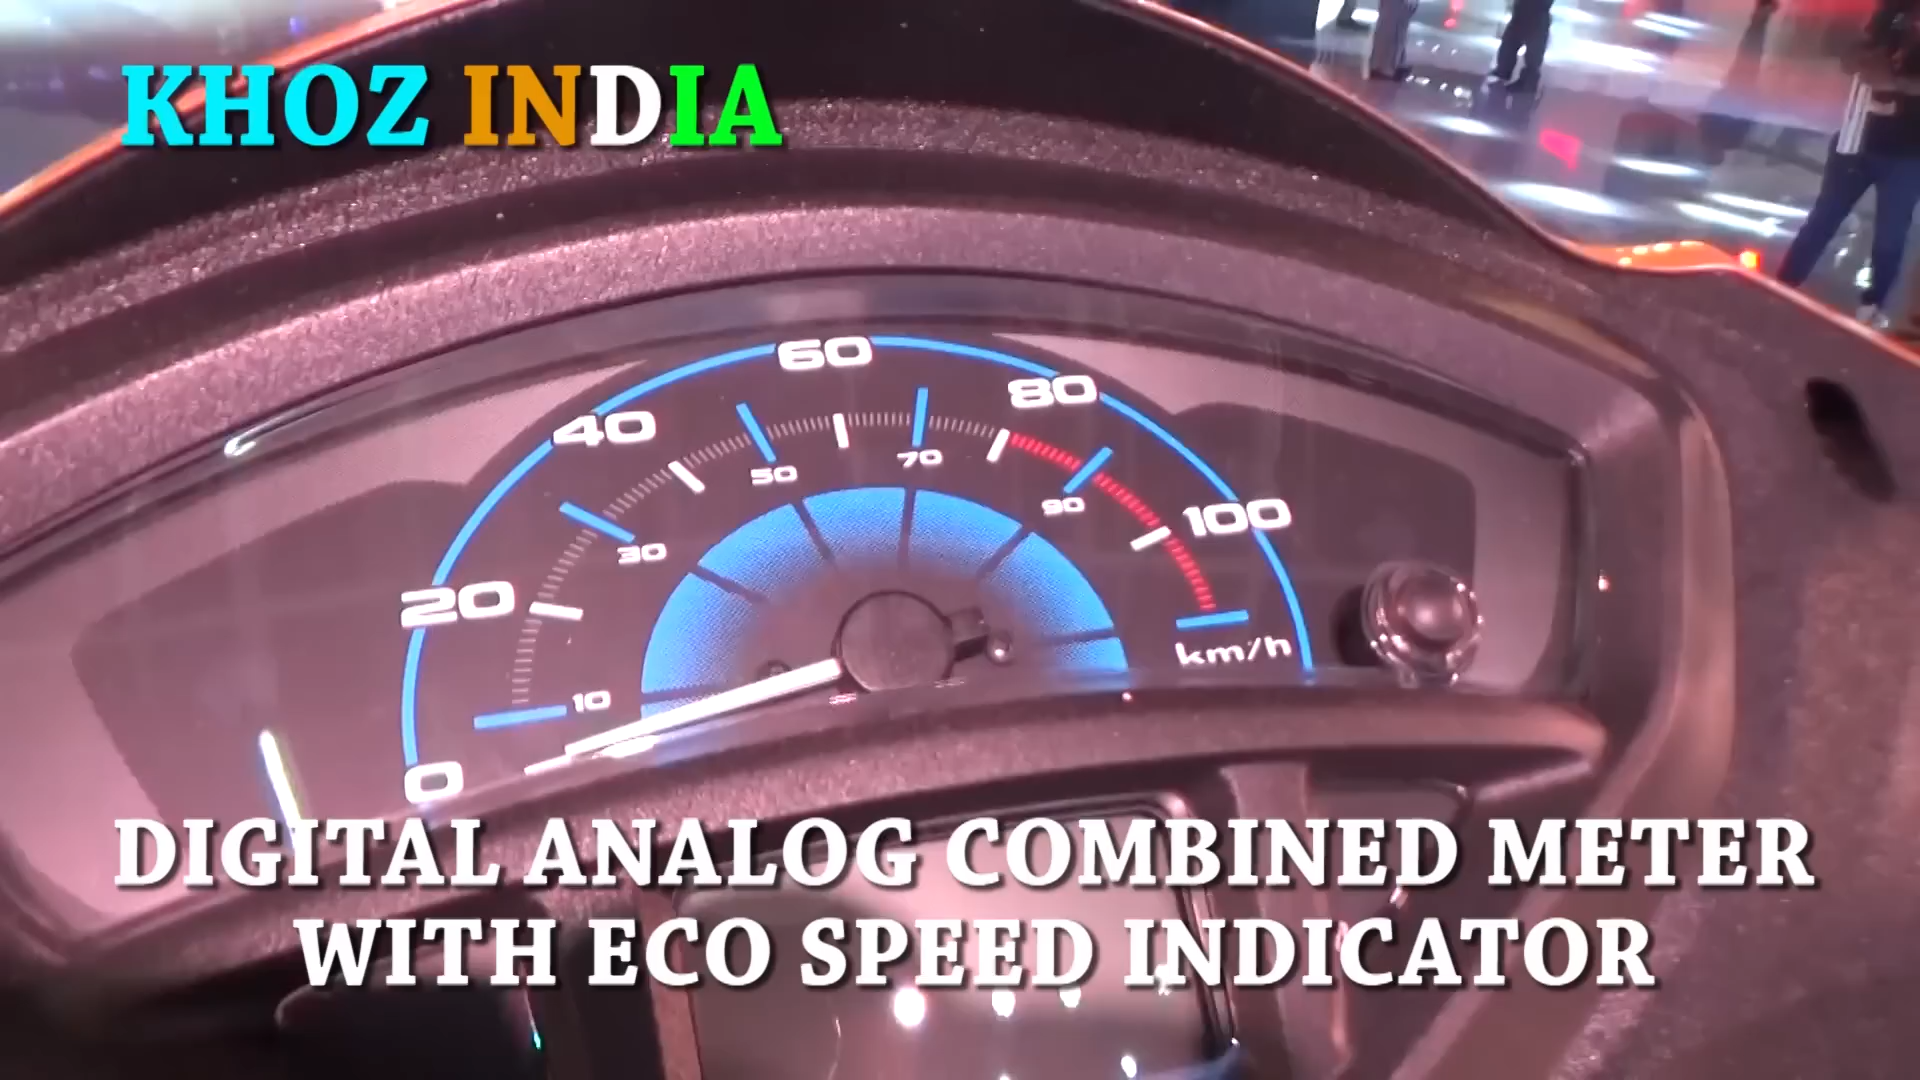 KHOZ INDIA
60
80
40
70
50
90
100
30
20
km/h
10
0
DIGITAL ANALOG COMBINED METER
WITH ECO SPEED INDICATOR